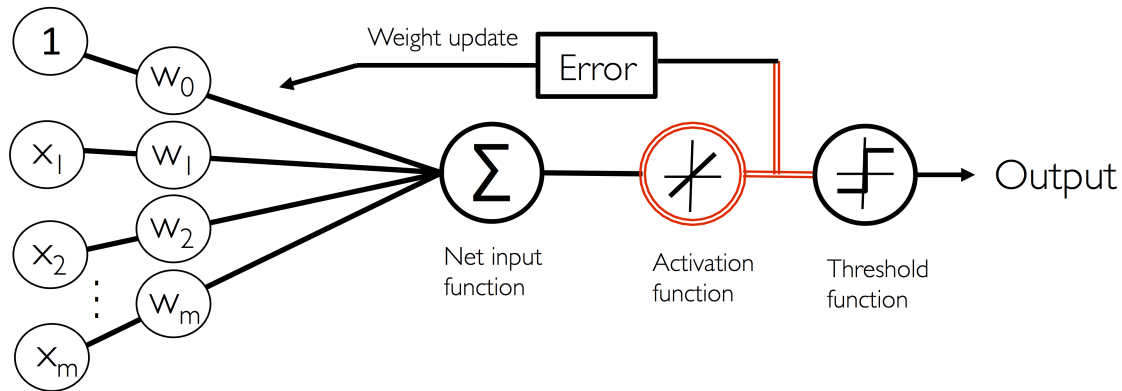 1
Weight update
Error
w0
x1
w1
Σ
Output
x2
w2
Net input
function
Activation
function
Threshold
function
⋮
wm
xm